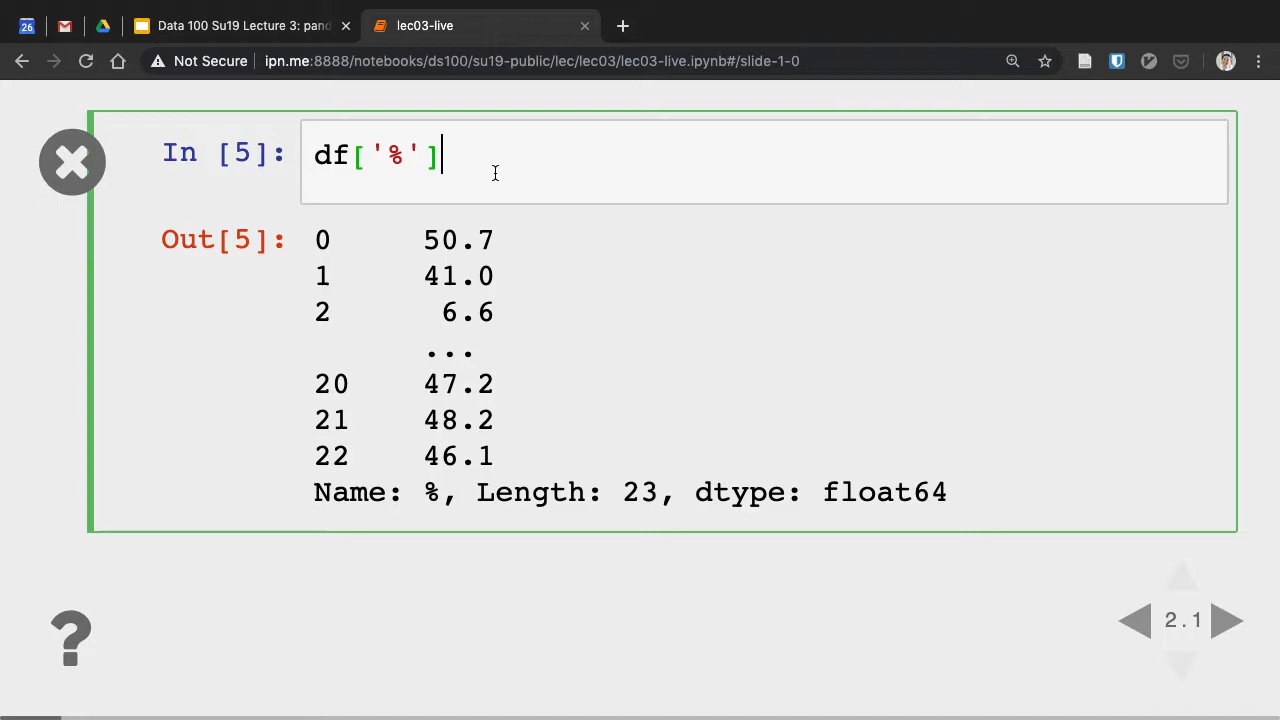 26
Data 100 Su19 Lecture 3: pand
lec03-live
Not Secure
ipn.me:8888/notebooks/ds100/su19-public/lec/lec03/lec03-live.ipynb#/slide-1-0
In [5]: df['%']
Out[5]: 0 50.7
1 41.0
2 6.6
...
20 47.2
21 48.2
22 46.1
Name: %, Length: 23, dtype: float64
?
2.1